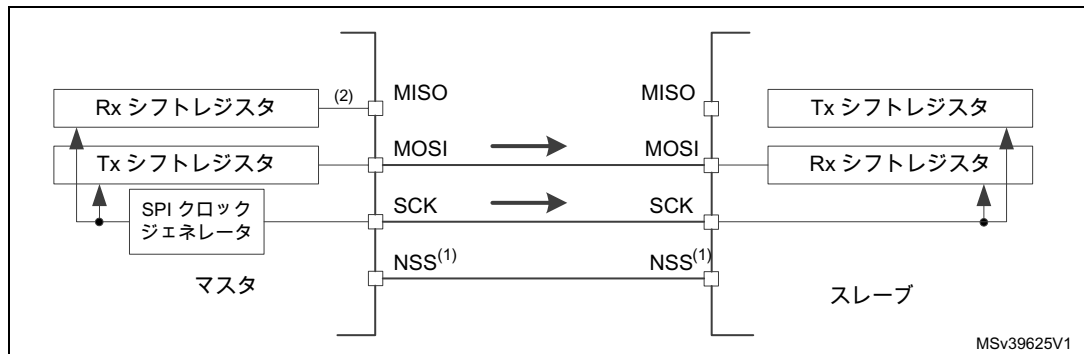 Rx シフトレジスタ
(2)
MISO
MISO
Tx シフトレジスタ
Tx シフトレジスタ
MOSI
MOSI
Rx シフトレジスタ
SPI クロック
ジェネレータ
SCK
SCK
NSS(1)
NSS(1)
マスタ
スレーブ
MSv39625V1